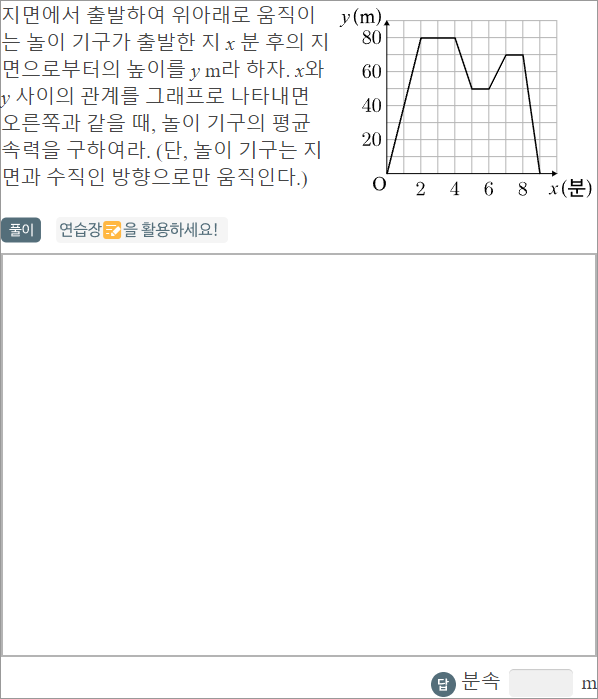 지면에서 출발하여 위아래로 움직이
는 놀이 기구가 출발한 지 x 분 후의 지
면으로부터의 높이를 y m라 하자. x와
y 사이의 관계를 그래프로 나타내면
오른쪽과 같을 때, 놀이 기구의 평균
속력을 구하여라. (단, 놀이 기구는 지
면과 수직인 방향으로만 움직인다.)
y(m)
80
60
40
20
O 2 4 6 8 x(분)
풀이 연습장을 활용하세요!
답 분속 m